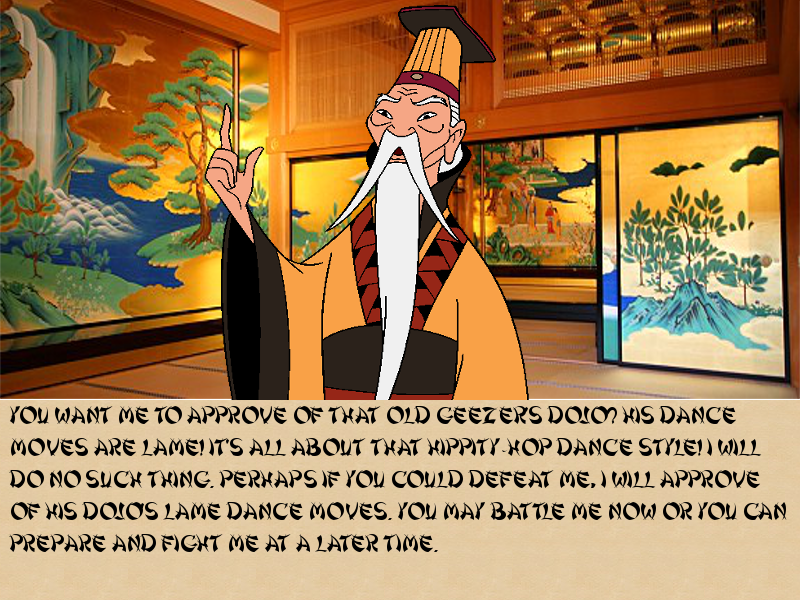 YOU WANT ME TO APPROVE OF THAT OLD GEEZERS DOJO? HIS DANCE
MOVES ARE LAME! IT'S ALL ABOUT THAT HIPPITY-HOP DANCE STYLE! I WILL
DO NO SUCH THING. PERHAPS IF YOU COULD DEFEAT ME, I WILL APPROVE
OF HIS DOJO'S LAME DANCE MOVES. YOU MAY BATTLE ME NOW OR YOU CAN
PREPARE AND FIGHT ME AT A LATER TIME.